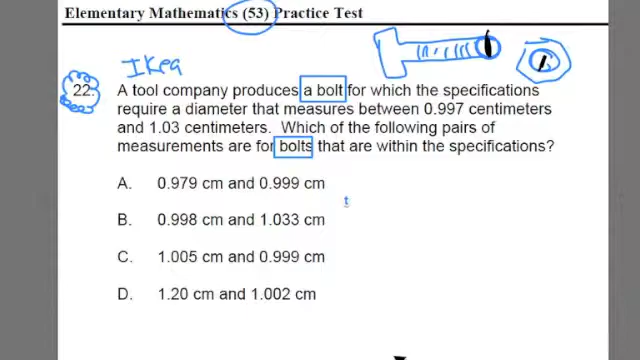 Elementary Mathematics (53) Practice Test
IKea
22. A tool company produces a bolt for which the specifications
require a diameter that measures between 0.997 centimeters
and 1.03 centimeters. Which of the following pairs of
measurements are for bolts that are within the specifications?
A. 0.979 cm and 0.999 cm
B. 0.998 cm and 1.033 cm
C. 1.005 cm and 0.999 cm
D. 1.20 cm and 1.002 cm